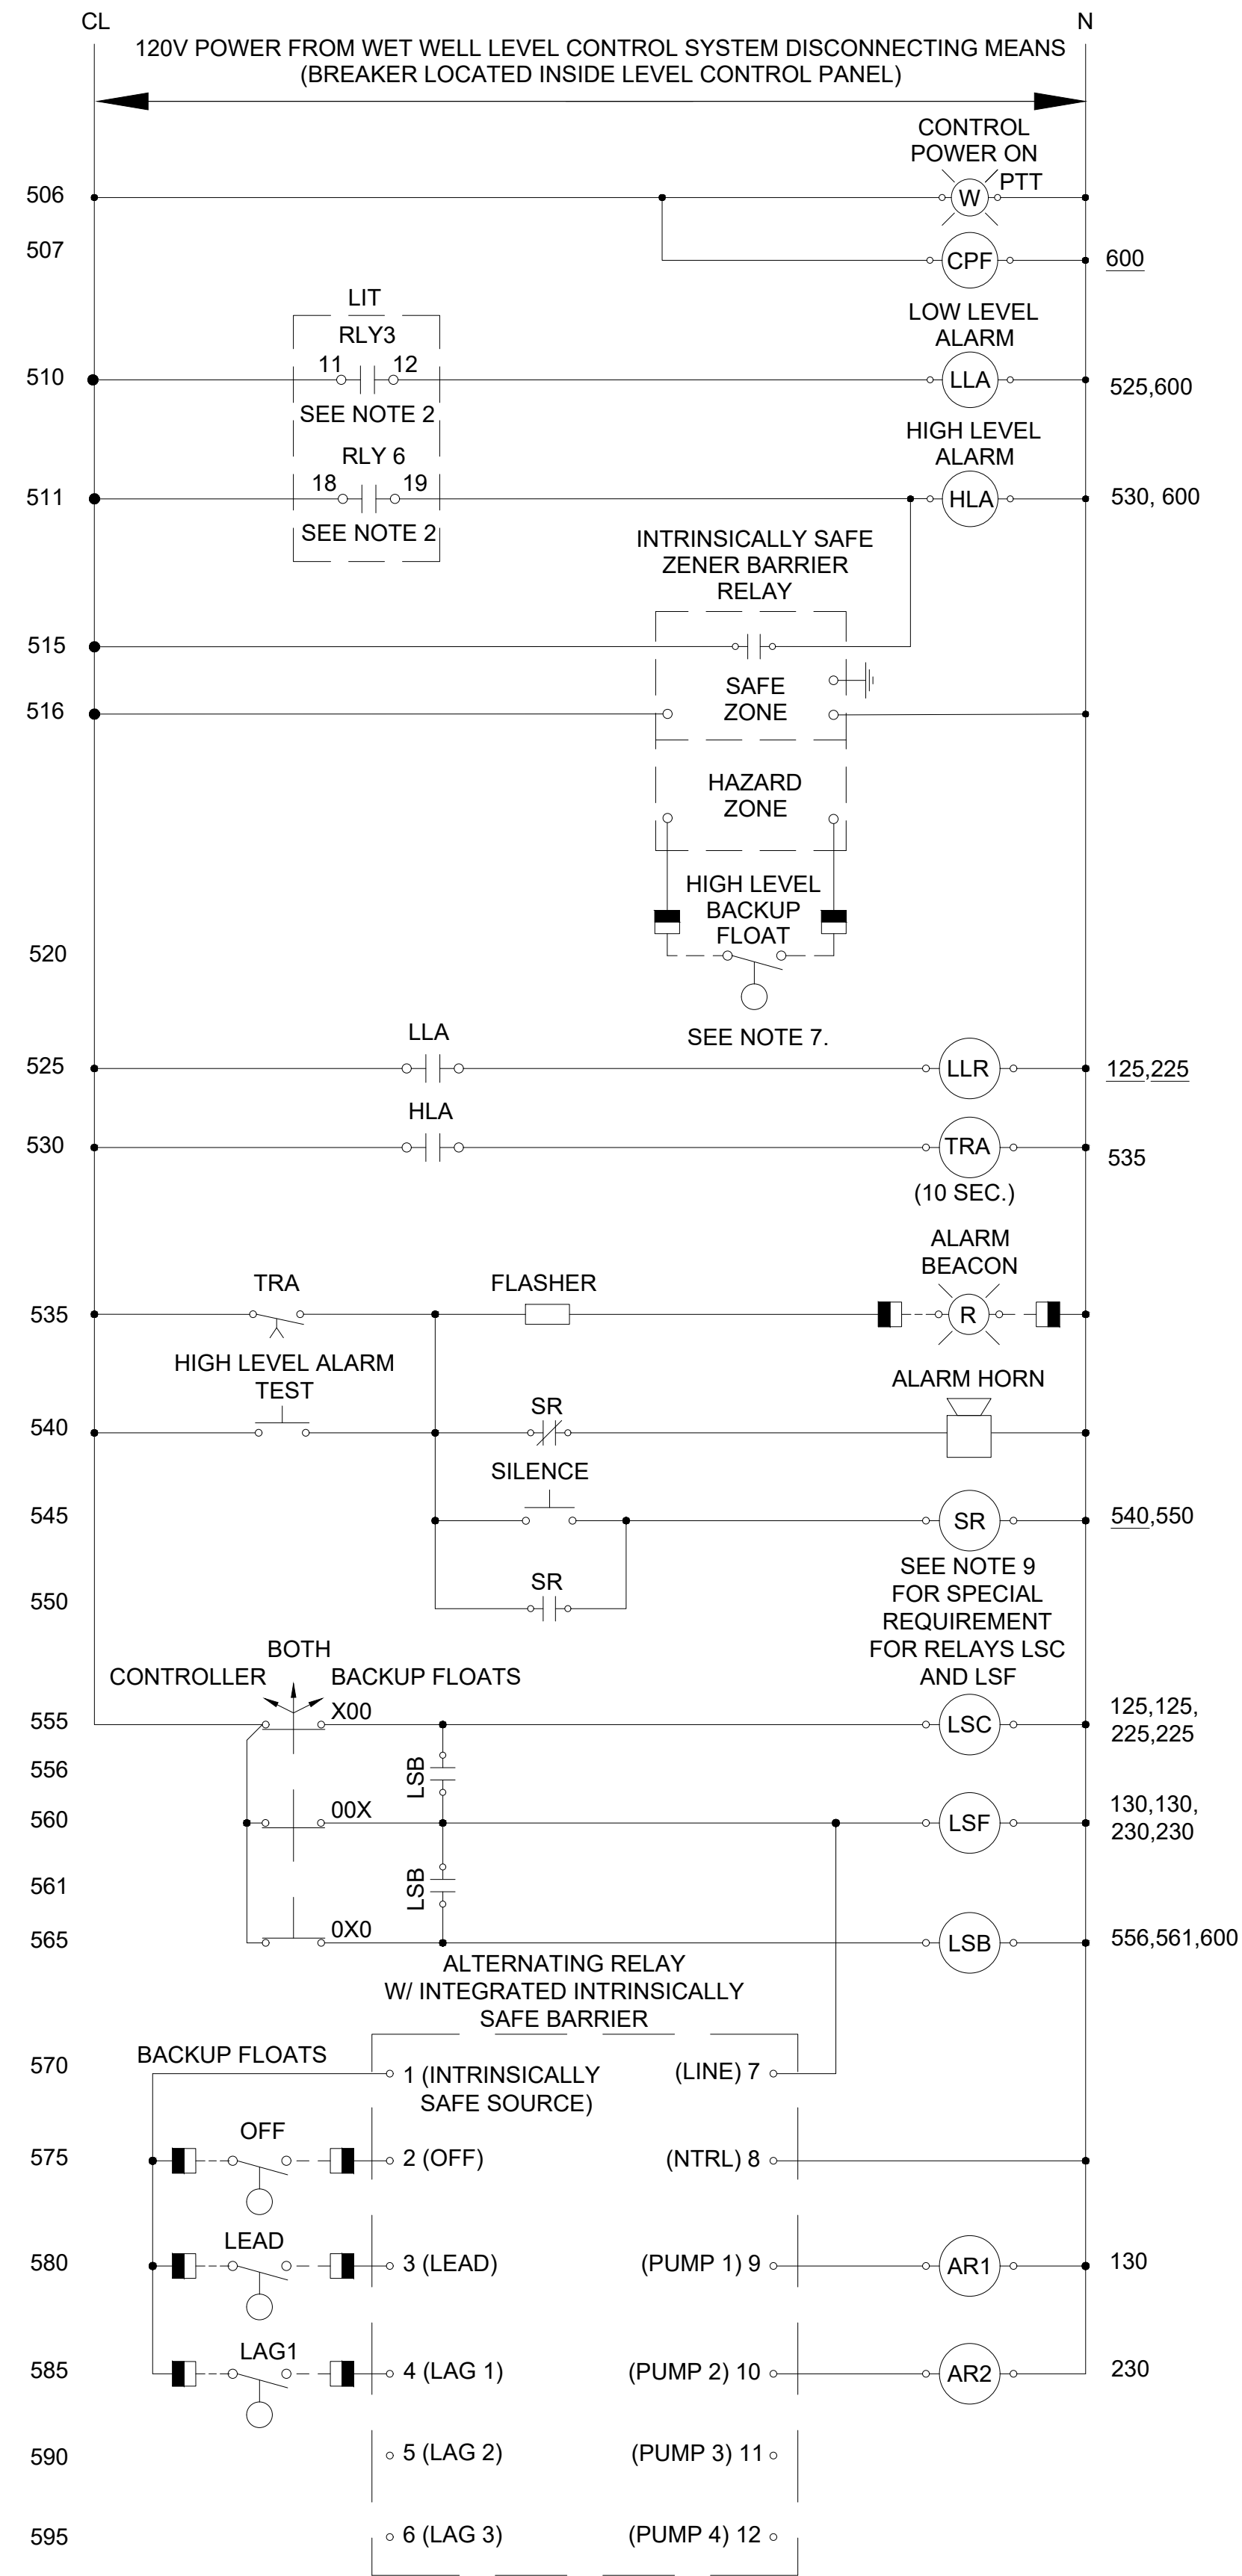 CL
N
120V POWER FROM WET WELL LEVEL CONTROL SYSTEM DISCONNECTING MEANS
(BREAKER LOCATED INSIDE LEVEL CONTROL PANEL)
CONTROL
POWER ON
PTT
506
W
507
CPF
600
LIT
RLY3
LOW LEVEL
ALARM
510
11
12
LLA
525,600
SEE NOTE 2
HIGH LEVEL
ALARM
RLY 6
511
18
19
HLA
530, 600
SEE NOTE 2
INTRINSICALLY SAFE
ZENER BARRIER
RELAY
515
SAFE
ZONE
516
HAZARD
ZONE
HIGH LEVEL
BACKUP
FLOAT
520
SEE NOTE 7.
LLA
525
LLR
125,225
HLA
530
TRA
535
(10 SEC.)
ALARM
BEACON
TRA
FLASHER
535
R
HIGH LEVEL ALARM
TEST
ALARM HORN
SR
540
SILENCE
545
SR
540,550
SEE NOTE 9
FOR SPECIAL
REQUIREMENT
FOR RELAYS LSC
AND LSF
SR
550
BOTH
CONTROLLER
BACKUP FLOATS
X00
555
LSC
125,125,
225,225
556
LSB
00X
560
LSF
130,130,
230,230
561
LSB
0X0
565
LSB
556,561,600
ALTERNATING RELAY
W/ INTEGRATED INTRINSICALLY
SAFE BARRIER
BACKUP FLOATS
570
1 (INTRINSICALLY
SAFE SOURCE)
(LINE) 7
OFF
575
2 (OFF)
(NTRL) 8
LEAD
580
3 (LEAD)
(PUMP 1) 9
AR1
130
LAG1
585
4 (LAG 1)
(PUMP 2) 10
AR2
230
590
5 (LAG 2)
(PUMP 3) 11
595
6 (LAG 3)
(PUMP 4) 12